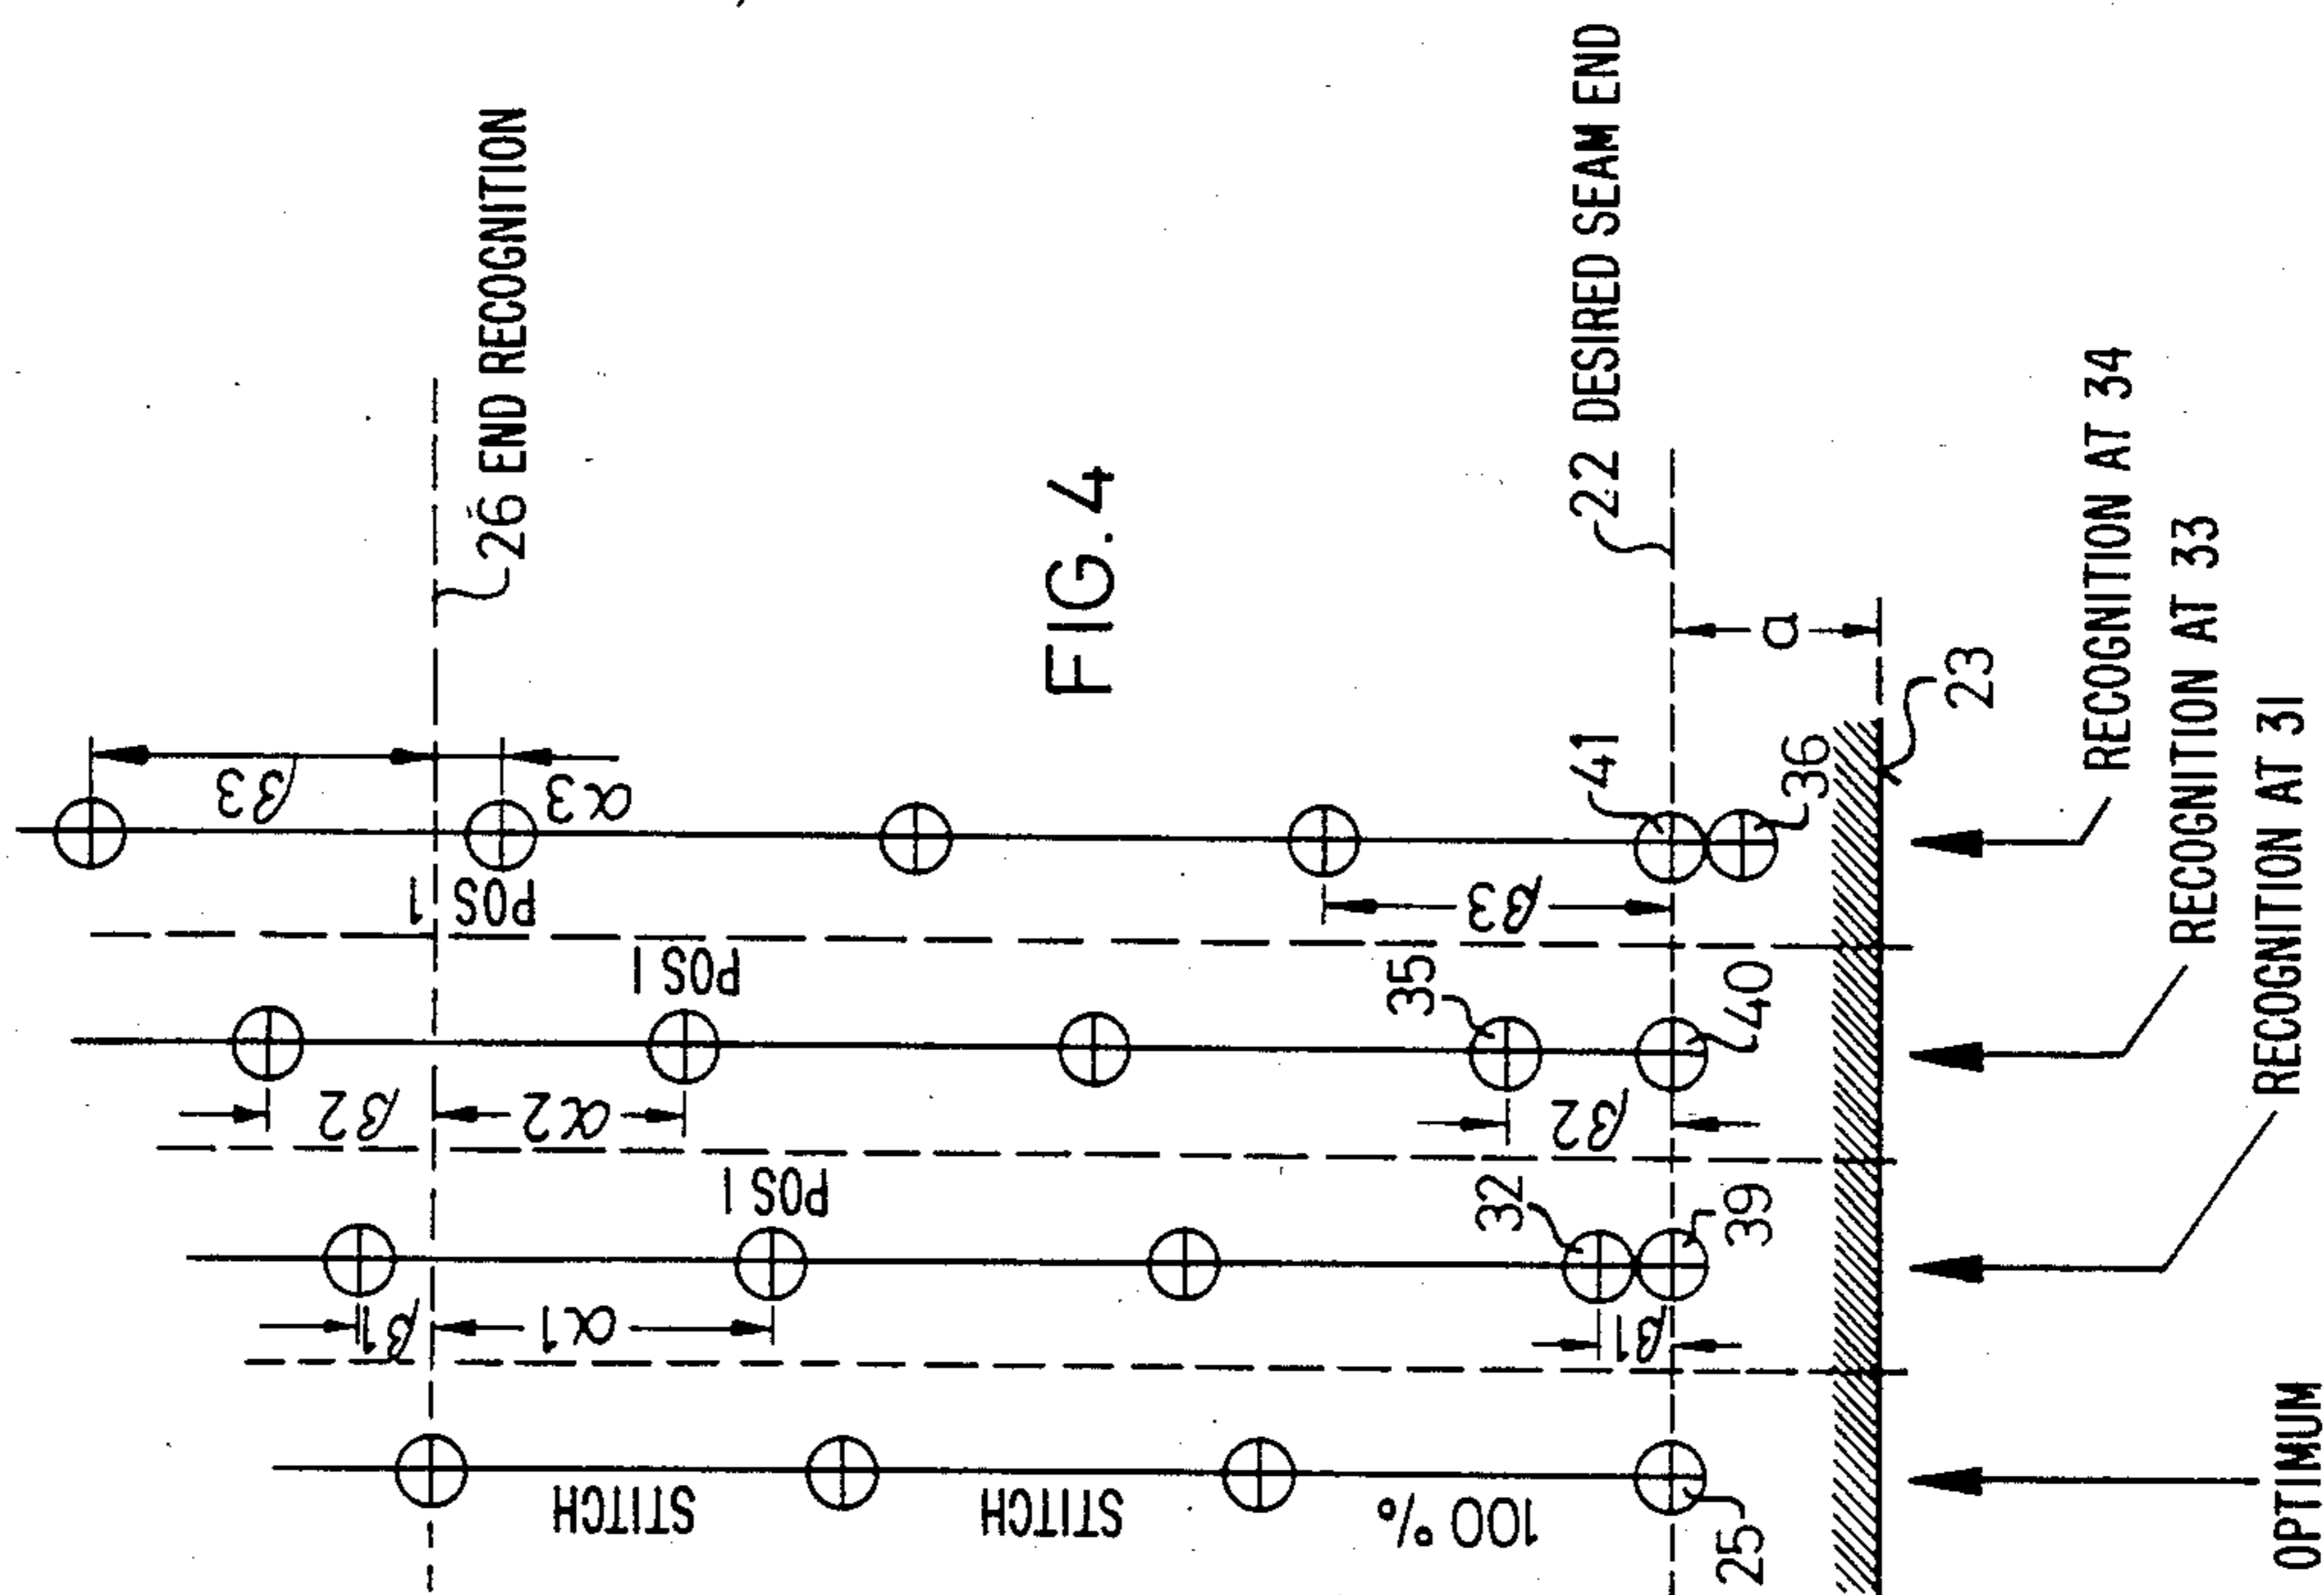 26 END RECOGNITION
β3
α3
POS 1
β2
α2
POS 1
β1
α1
POS 1
STITCH
STITCH
100 %
FIG. 4
22 DESIRED SEAM END
41
36
β3
35
40
β2
32
39
β1
25
a
23
RECOGNITION AT 34
RECOGNITION AT 33
RECOGNITION AT 31
OPTIMUM